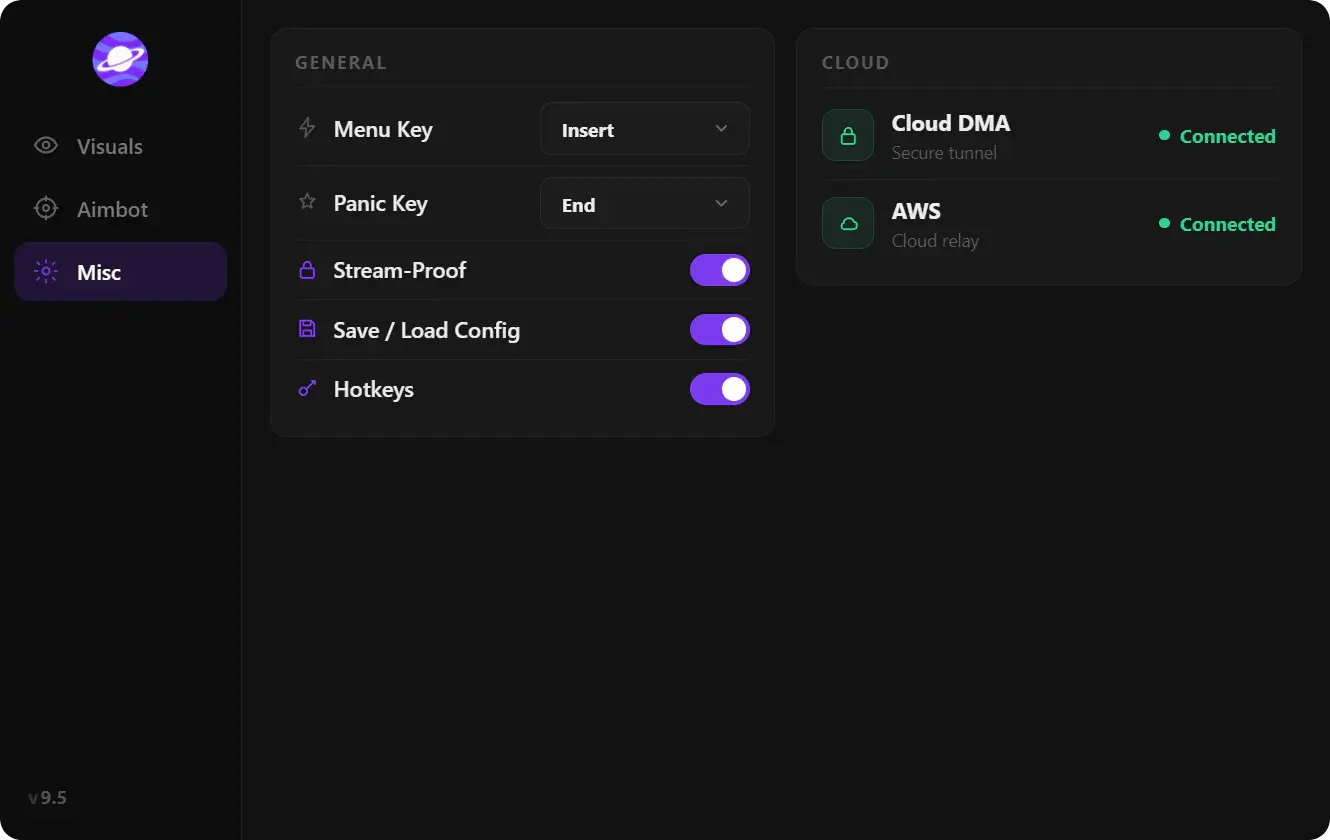 Visuals
Aimbot
Misc
v9.5
GENERAL
Menu Key
Insert
Panic Key
End
Stream-Proof
Save / Load Config
Hotkeys
CLOUD
Cloud DMA
Secure tunnel
Connected
AWS
Cloud relay
Connected